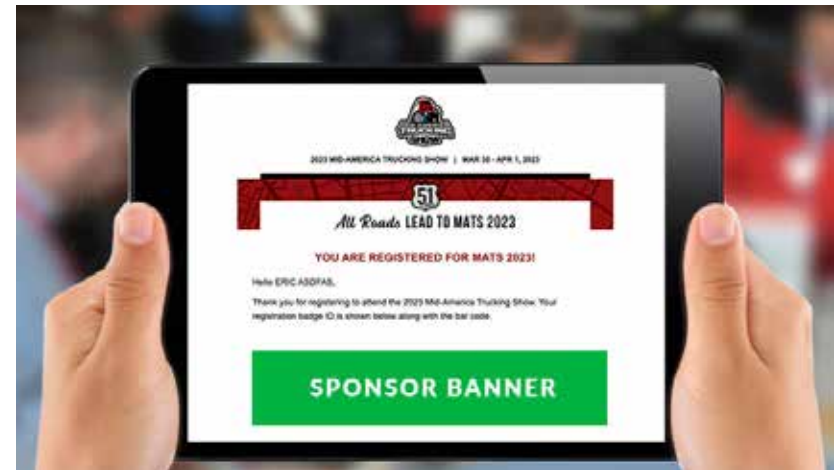 TRUCKING
2023 MID-AMERICA TRUCKING SHOW | MAR 30 - APR 1, 2023
51
All Roads LEAD TO MATS 2023
YOU ARE REGISTERED FOR MATS 2023!
Hello ERIC ASDFAS,
Thank you for registering to attend the 2023 Mid-America Trucking Show. Your
registration badge ID is shown below along with the bar code.
SPONSOR BANNER